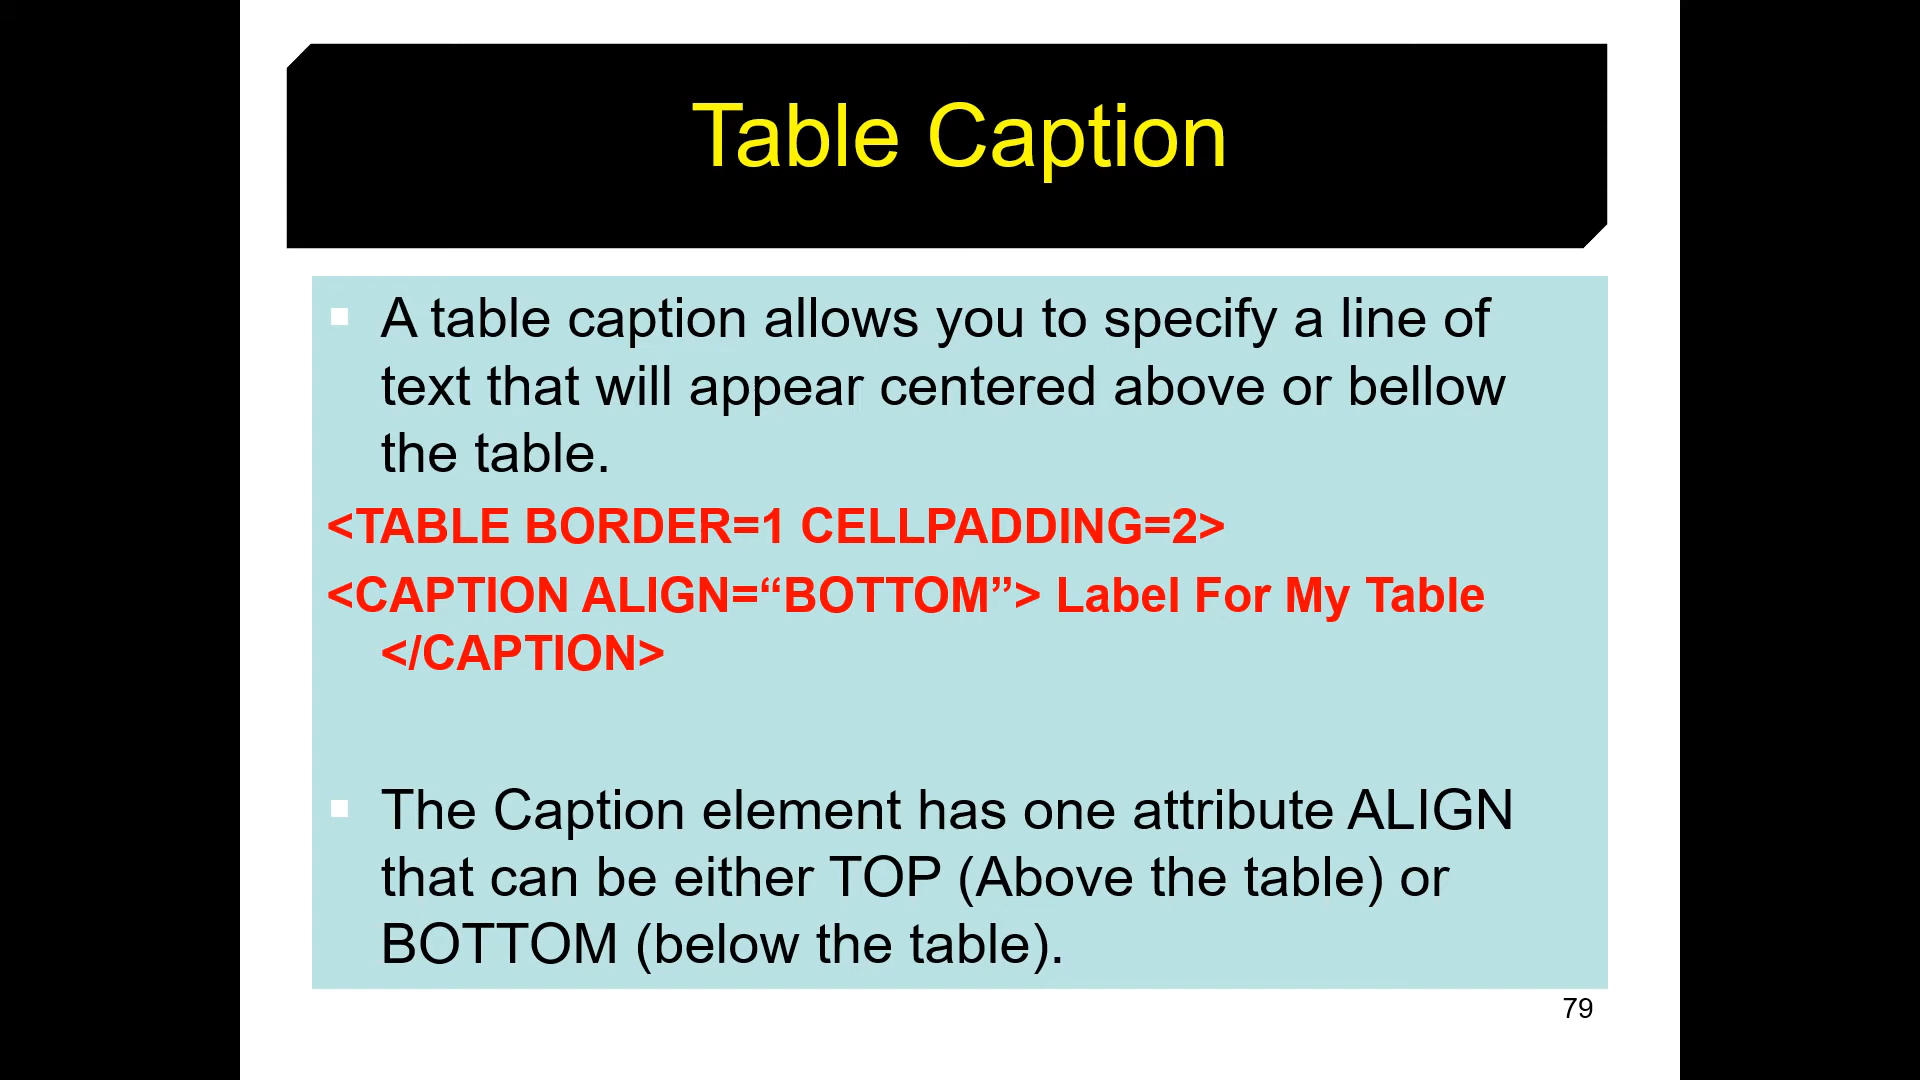 Table Caption
A table caption allows you to specify a line of
text that will appear centered above or bellow
the table.
<TABLE BORDER=1 CELLPADDING=2>
<CAPTION ALIGN=“BOTTOM”> Label For My Table
</CAPTION>
The Caption element has one attribute ALIGN
that can be either TOP (Above the table) or
BOTTOM (below the table).
79